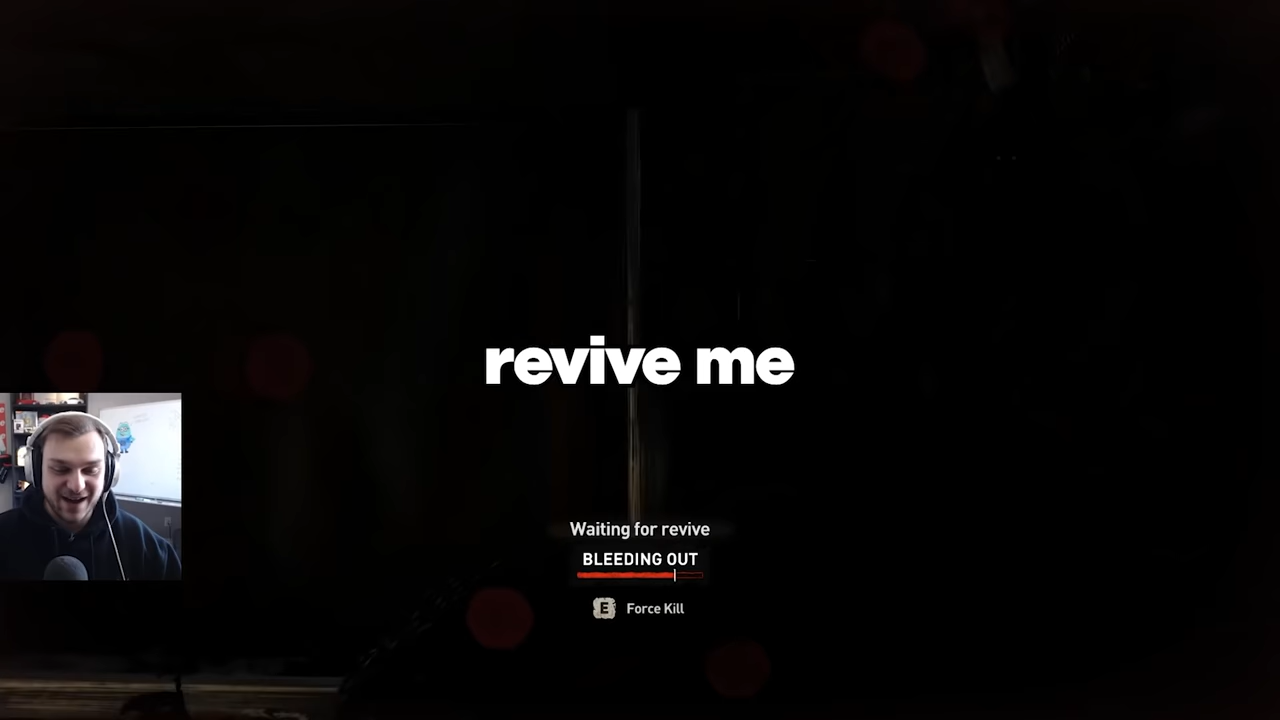 revive me
Waiting for revive
BLEEDING OUT
E Force Kill